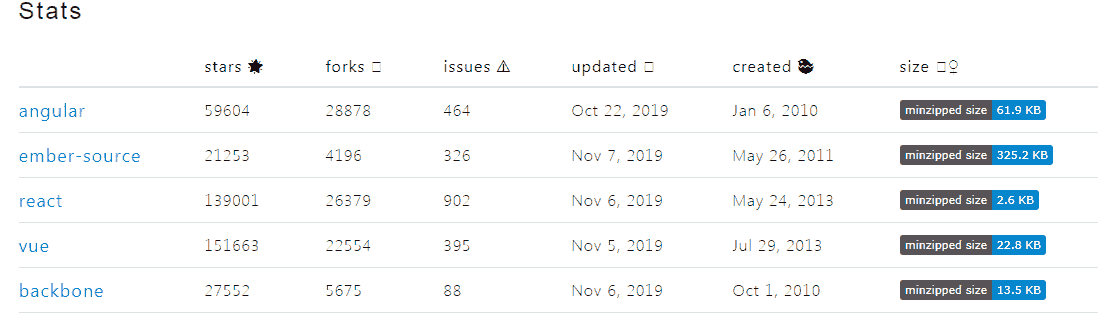 Stats
stars forks issues ⚠ updated created size
angular 59604 28878 464 Oct 22, 2019 Jan 6, 2010 minzipped size 61.9 KB
ember-source 21253 4196 326 Nov 7, 2019 May 26, 2011 minzipped size 325.2 KB
react 139001 26379 902 Nov 6, 2019 May 24, 2013 minzipped size 2.6 KB
vue 151663 22554 395 Nov 5, 2019 Jul 29, 2013 minzipped size 22.8 KB
backbone 27552 5675 88 Nov 6, 2019 Oct 1, 2010 minzipped size 13.5 KB